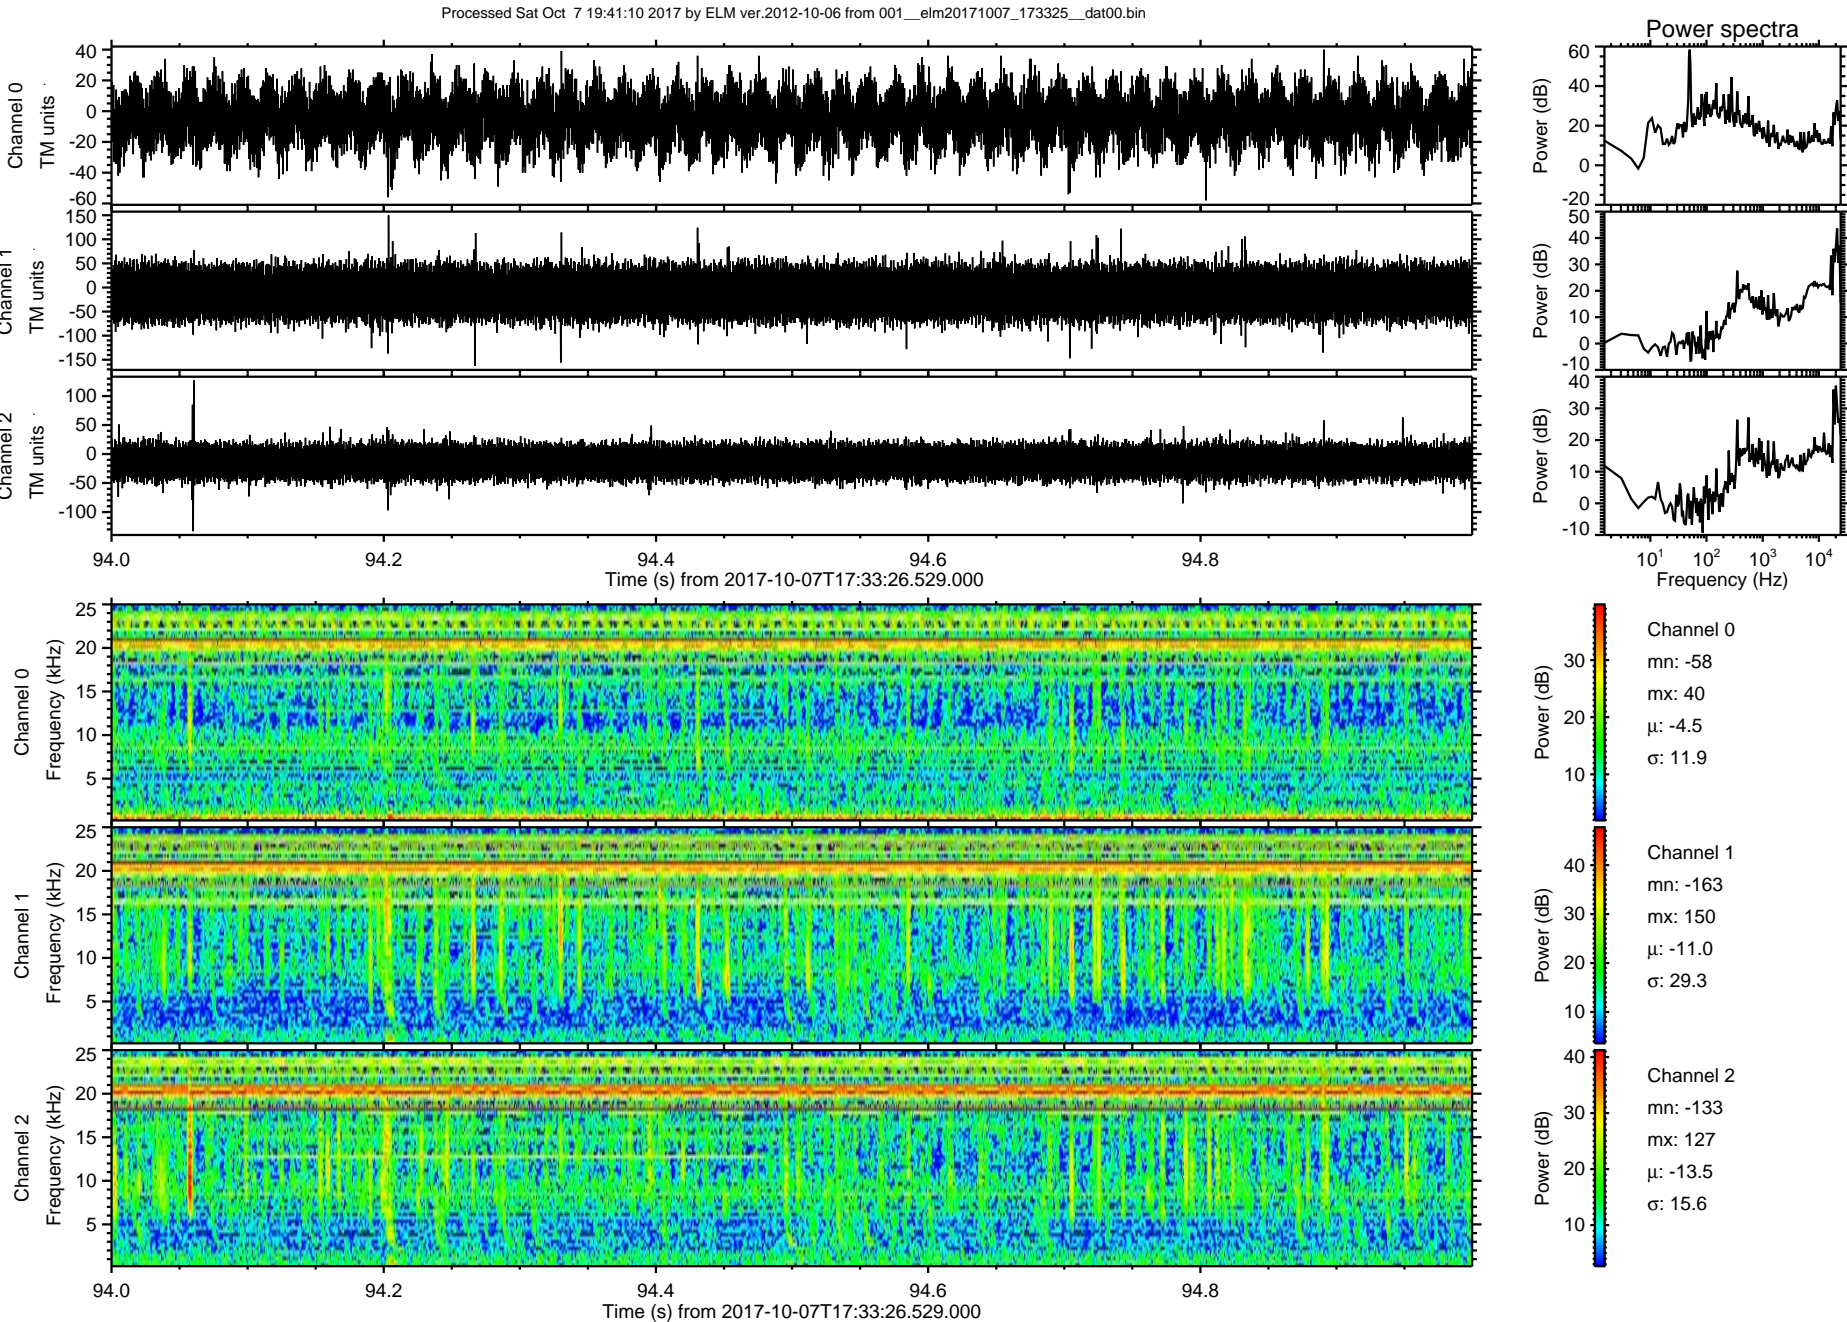 Processed Sat Oct 7 19:41:10 2017 by ELM ver.2012-10-06 from 001__elm20171007_173325__dat00.bin
Power spectra
Channel 0
TM units
40
20
0
-20
-40
-60
Power (dB)
60
40
20
0
-20
Channel 1
TM units
150
100
50
0
-50
-100
-150
Power (dB)
50
40
30
20
10
0
-10
Channel 2
TM units
100
50
0
-50
-100
Power (dB)
40
30
20
10
0
-10
94.0 94.2 94.4 94.6 94.8
Time (s) from 2017-10-07T17:33:26.529.000
10¹ 10² 10³ 10⁴
Frequency (Hz)
Channel 0
Frequency (kHz)
25
20
15
10
5
Power (dB)
30
20
10
Channel 0
mn: -58
mx: 40
μ: -4.5
σ: 11.9
Channel 1
Frequency (kHz)
25
20
15
10
5
Power (dB)
40
30
20
10
Channel 1
mn: -163
mx: 150
μ: -11.0
σ: 29.3
Channel 2
Frequency (kHz)
25
20
15
10
5
Power (dB)
40
30
20
10
Channel 2
mn: -133
mx: 127
μ: -13.5
σ: 15.6
94.0 94.2 94.4 94.6 94.8
Time (s) from 2017-10-07T17:33:26.529.000